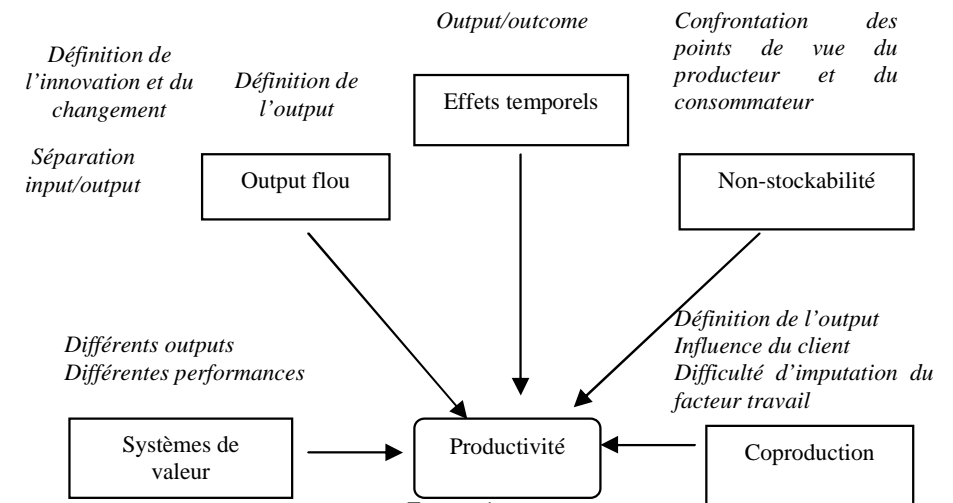 Output/outcome
Confrontation des
points de vue du
producteur et du
consommateur
Définition de
l’innovation et du
changement
Définition de
l’output
Effets temporels
Séparation
input/output
Output flou
Non-stockabilité
Différents outputs
Différentes performances
Définition de l’output
Influence du client
Difficulté d’imputation du
facteur travail
Systèmes de
valeur
Productivité
Coproduction